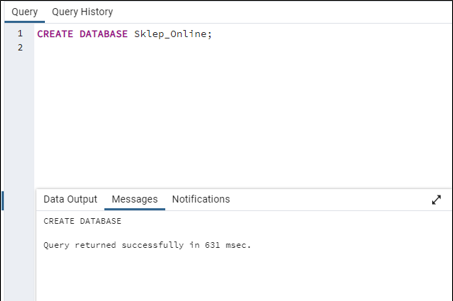 Query Query History
1 CREATE DATABASE Sklep_Online;
2
Data Output Messages Notifications
CREATE DATABASE
Query returned successfully in 631 msec.